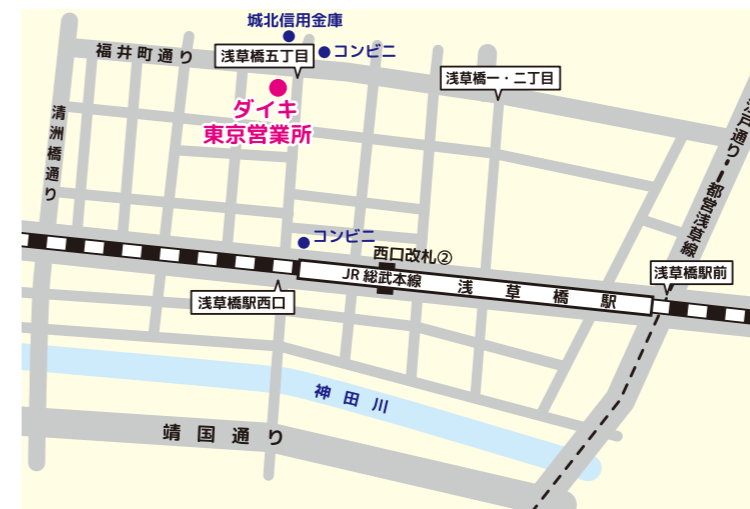 城北信用金庫
コンビニ
福井町通り
浅草橋五丁目
浅草橋一・二丁目
ダイキ
東京営業所
清洲橋通り
江戸通り
都営浅草線
コンビニ
西口改札②
JR 総武本線
浅草橋駅
浅草橋駅前
浅草橋駅西口
神田川
靖国通り